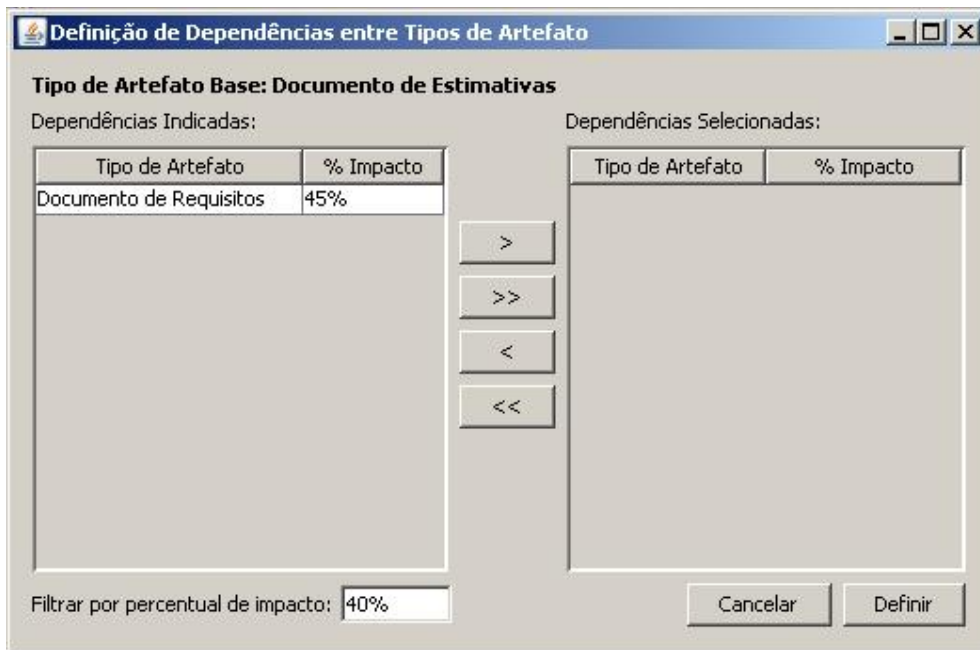 Definição de Dependências entre Tipos de Artefato
Tipo de Artefato Base: Documento de Estimativas
Dependências Indicadas:
Tipo de Artefato % Impacto
Documento de Requisitos 45%
>
>>
<
<<
Dependências Selecionadas:
Tipo de Artefato % Impacto
Filtrar por percentual de impacto: 40%
Cancelar Definir